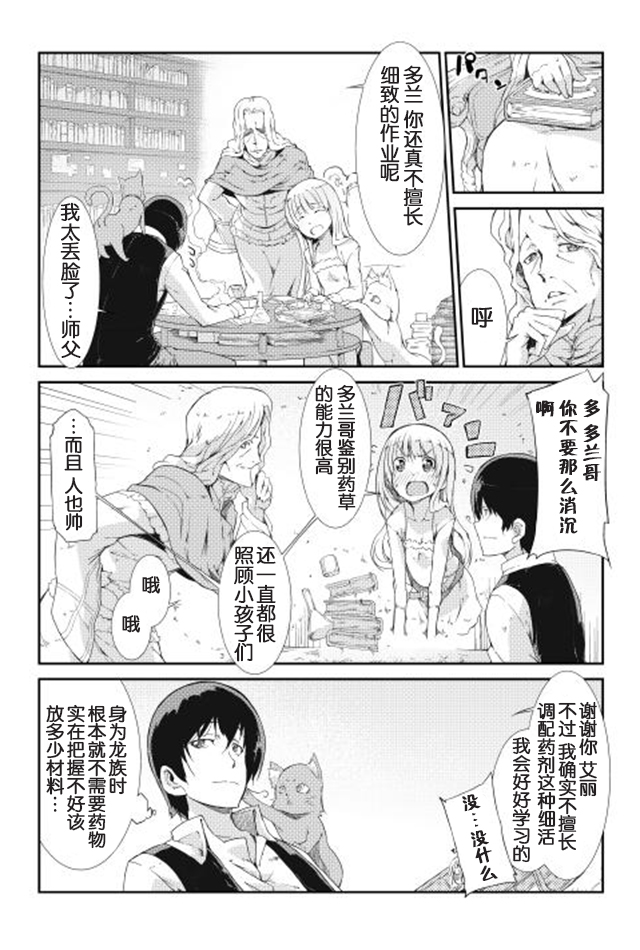 パタン
呼
多兰 你还真不擅长
细致的作业呢
我
太丢脸了…师父
多 多兰哥
你不要那么消沉
啊
バァン
多兰哥鉴别药草
的能力很高
还一直都很
照顾小孩子们
…而且 人也帅
哦
哦
谢谢你 艾丽
不过 我确实不擅长
调配药剂这种细活
我会好好学习的
没…没什么
身为龙族时
根本就不需要药物
实在把握不好该
放多少材料…